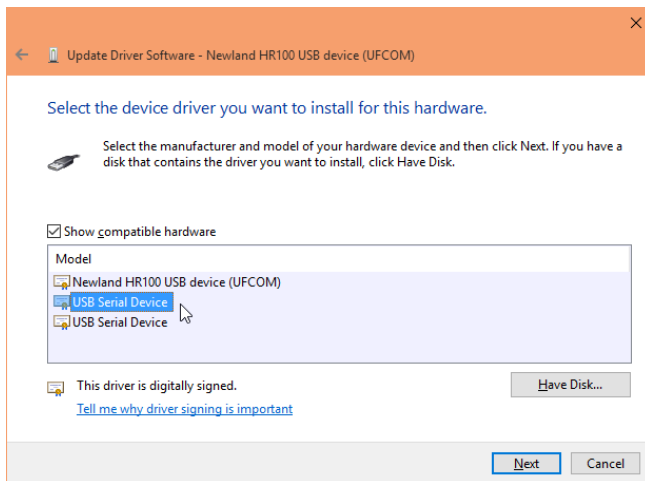 Update Driver Software - Newland HR100 USB device (UFCOM)
Select the device driver you want to install for this hardware.
Select the manufacturer and model of your hardware device and then click Next. If you have a
disk that contains the driver you want to install, click Have Disk.
Show compatible hardware
Model
Newland HR100 USB device (UFCOM)
USB Serial Device
USB Serial Device
This driver is digitally signed.
Have Disk...
Tell me why driver signing is important
Next
Cancel